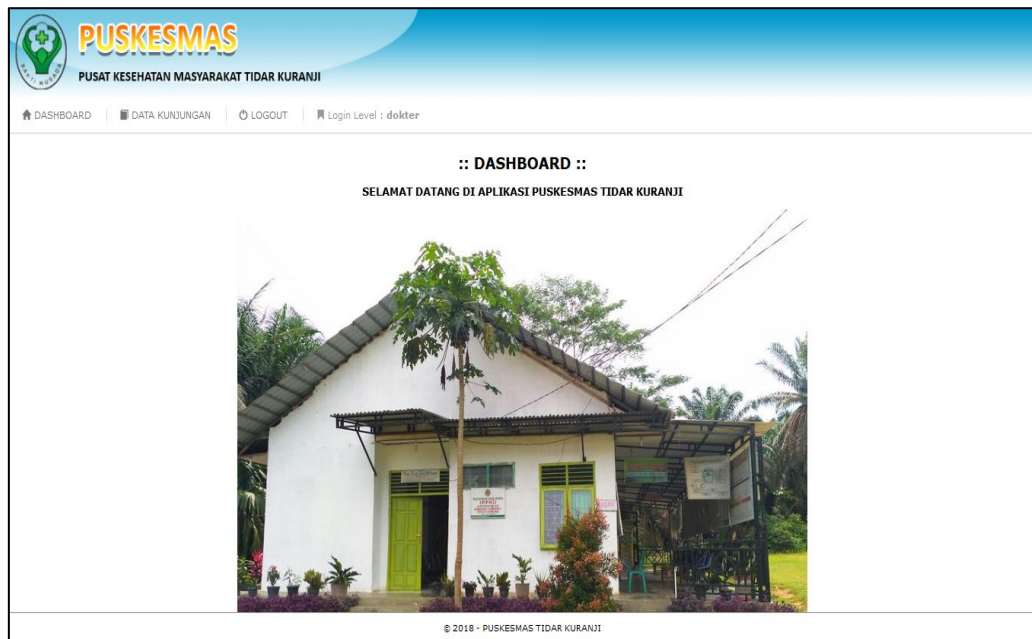 PUSKESMAS
PUSAT KESEHATAN MASYARAKAT TIDAR KURANJI
DASHBOARD
DATA KUNJUNGAN
LOGOUT
Login Level : dokter
:: DASHBOARD ::
SELAMAT DATANG DI APLIKASI PUSKESMAS TIDAR KURANJI
© 2018 - PUSKESMAS TIDAR KURANJI